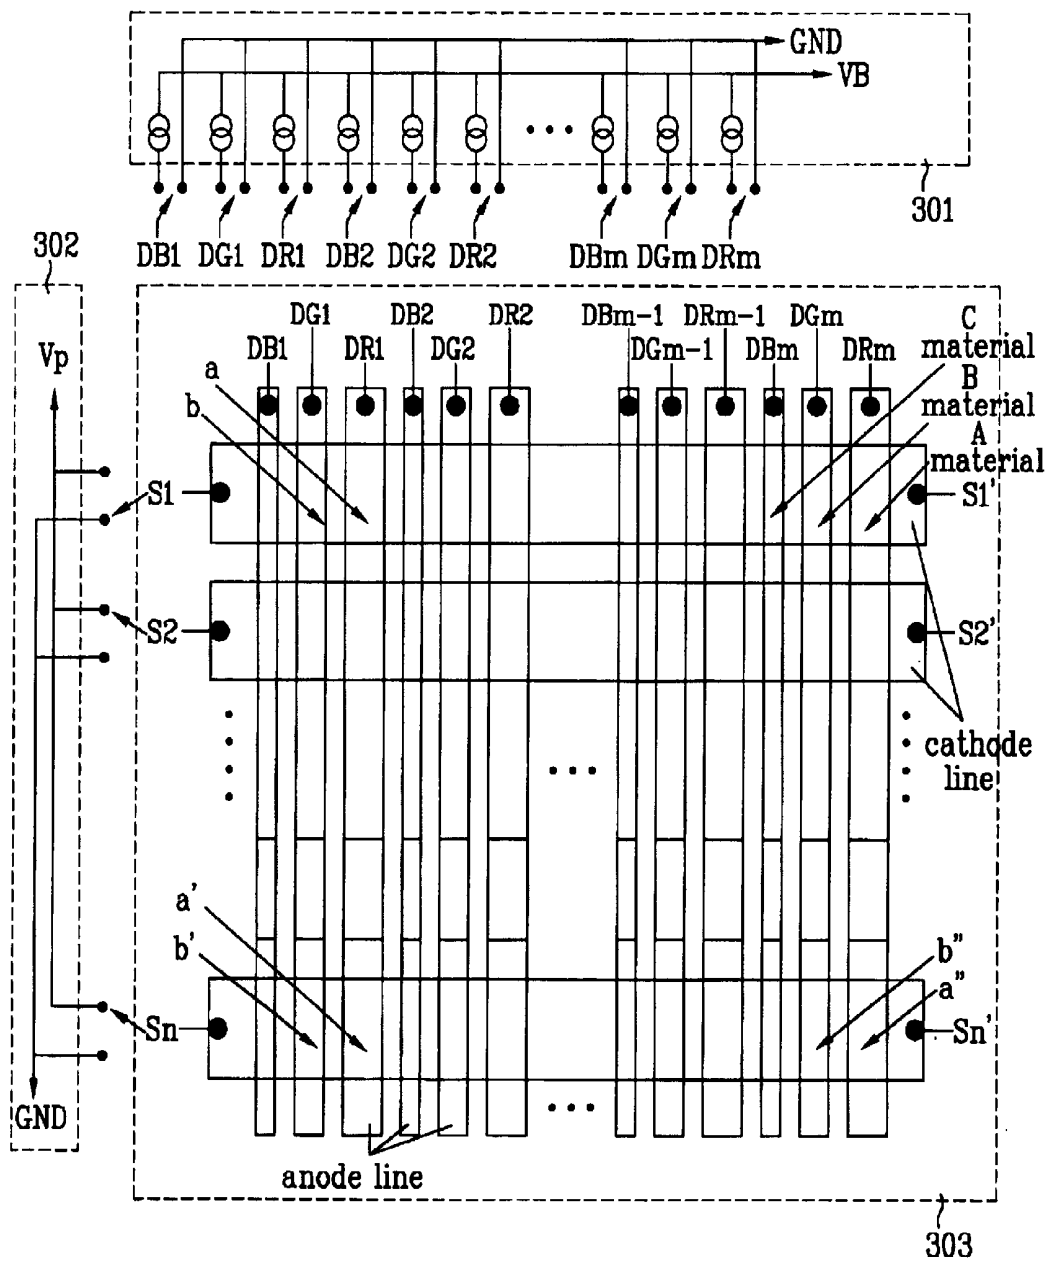 GND
VB
301
DB1 DG1 DR1 DB2 DG2 DR2 DBm DGm DRm
302
Vp
DG1 DB2 DR2 DBm-1 DRm-1 DGm
DB1 DR1 DG2 DGm-1 DBm DRm
C
material
B
material
A
material
a
b
S1 S1'
S2 S2'
cathode
line
a'
b'
b"
a"
Sn Sn'
GND
anode line
303